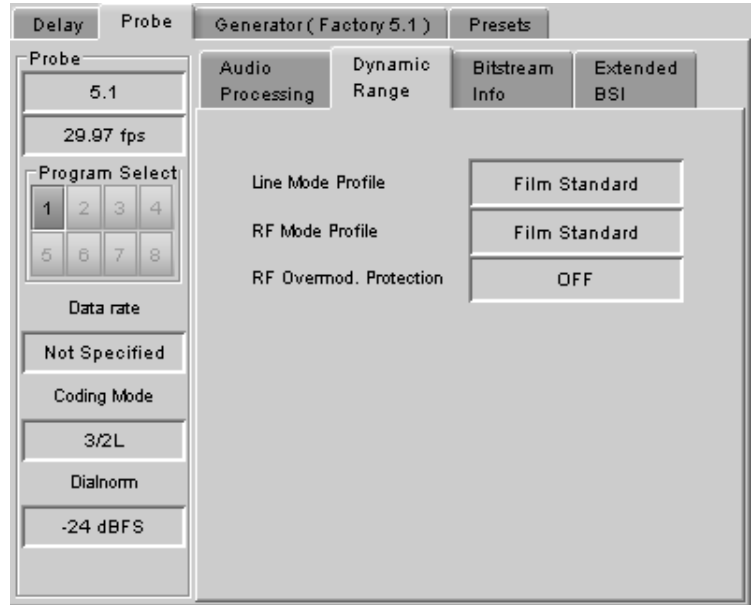 Delay Probe Generator ( Factory 5.1 ) Presets
Probe
5.1
29.97 fps
Program Select
1 2 3 4
5 6 7 8
Data rate
Not Specified
Coding Mode
3/2L
Dialnorm
-24 dBFS
Audio Processing
Dynamic Range
Bitstream Info
Extended BSI
Line Mode Profile Film Standard
RF Mode Profile Film Standard
RF Overmod. Protection OFF